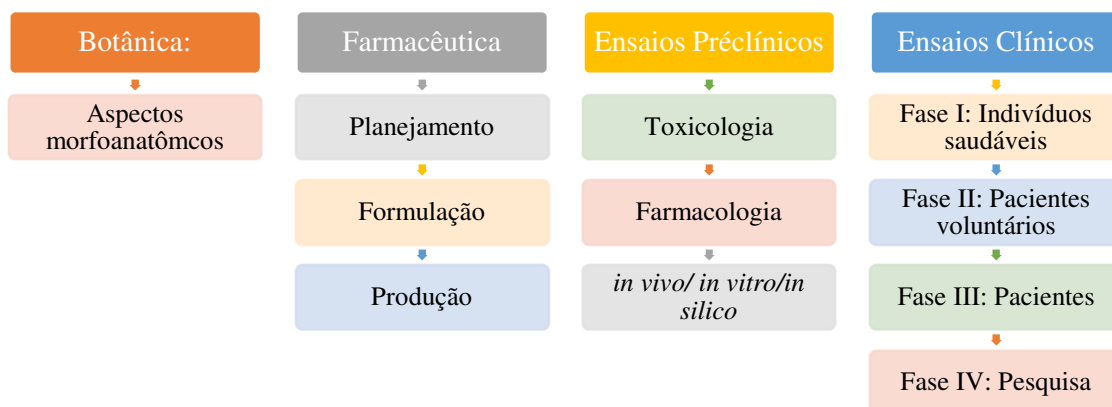 Botânica:
Aspectos
morfoanatômcos
Farmacêutica
Planejamento
Formulação
Produção
Ensaios Préclínicos
Toxicologia
Farmacologia
in vivo/ in vitro/in
silico
Ensaios Clínicos
Fase I: Indivíduos
saudáveis
Fase II: Pacientes
voluntários
Fase III: Pacientes
Fase IV: Pesquisa